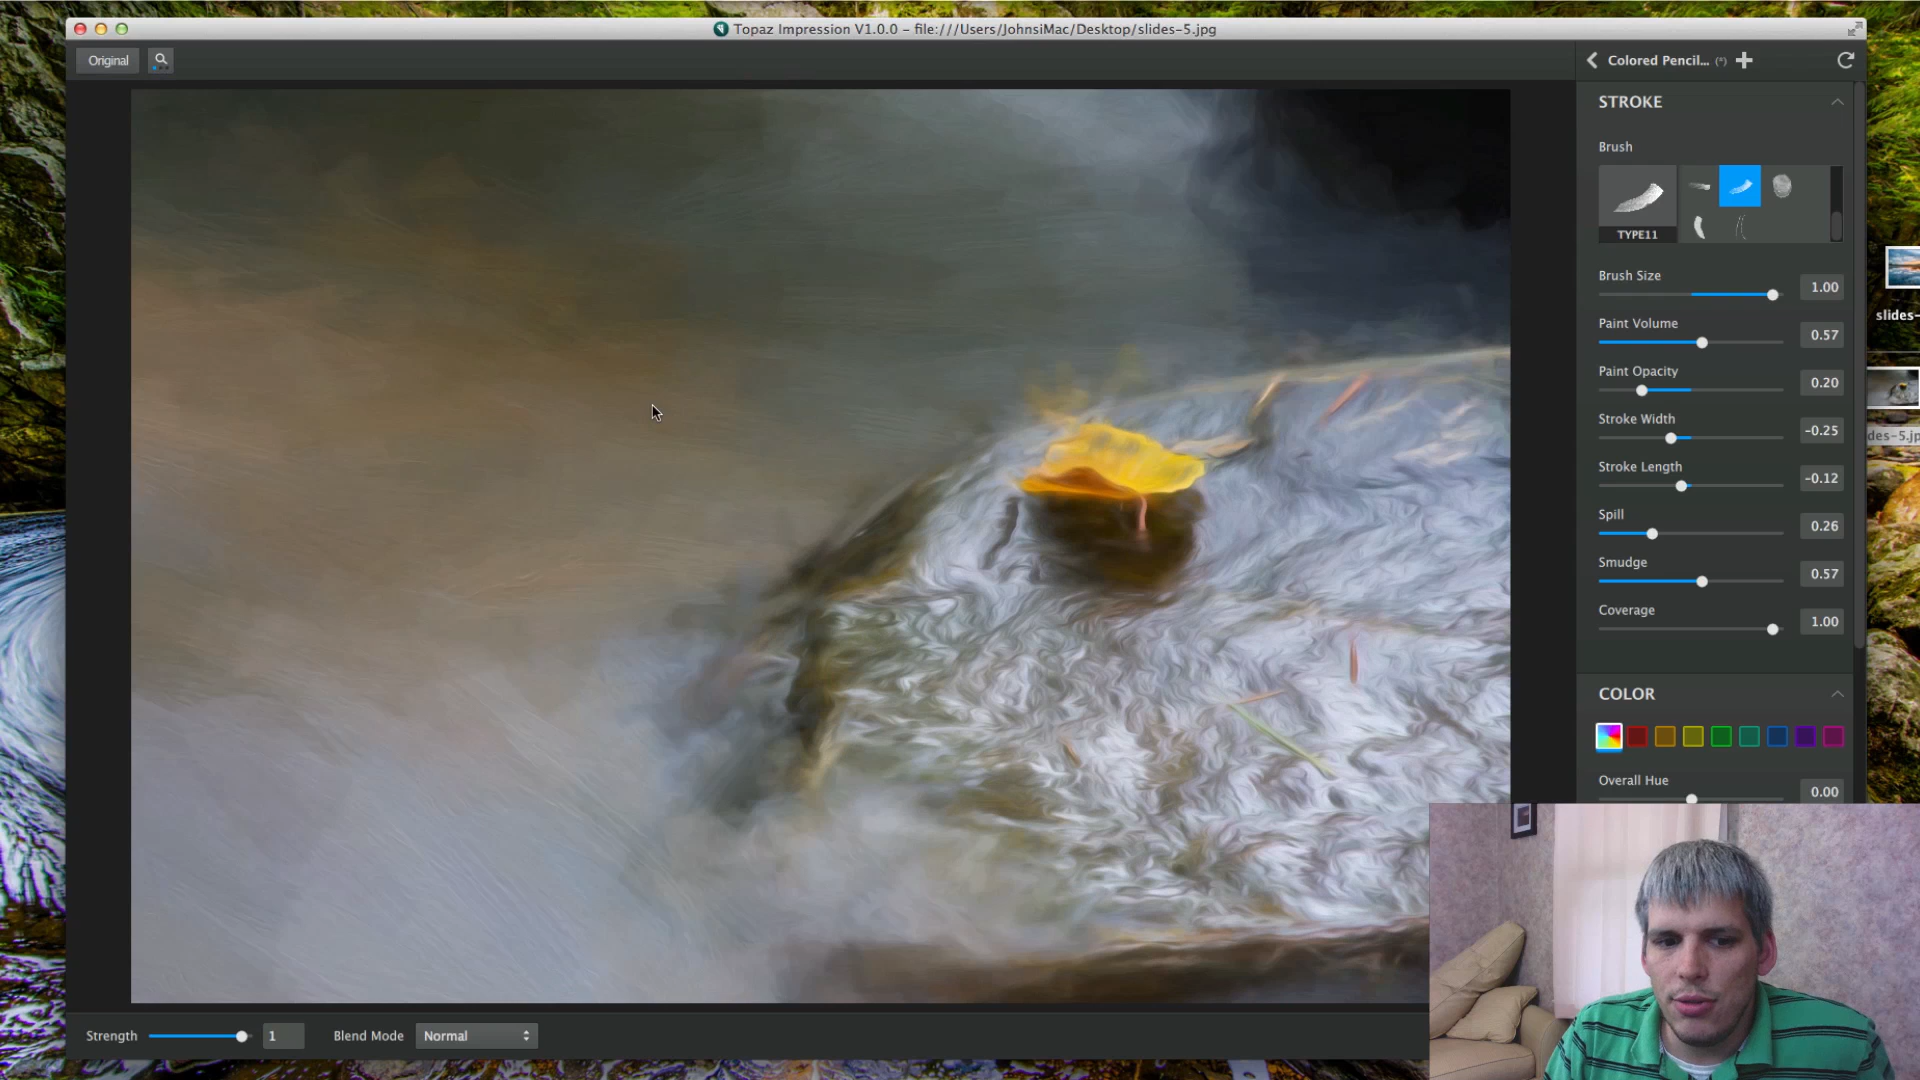 Topaz Impression V1.0.0 – file:///Users/JohnsiMac/Desktop/slides-5.jpg
Original
Colored Pencil... (*)
STROKE
Brush
TYPE11
Brush Size
1.00
Paint Volume
0.57
Paint Opacity
0.20
Stroke Width
-0.25
Stroke Length
-0.12
Spill
0.26
Smudge
0.57
Coverage
1.00
COLOR
Overall Hue
0.00
slides-
des-5.jp
Strength
1
Blend Mode
Normal